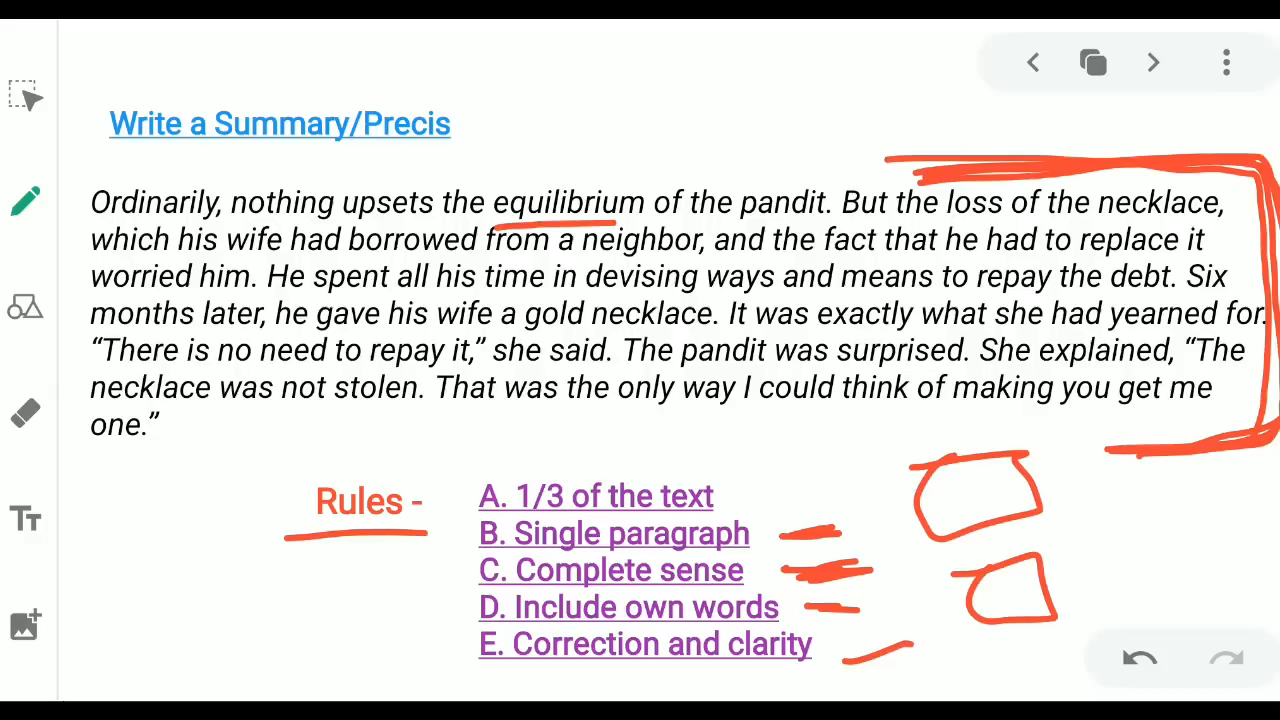 Write a Summary/Precis
Ordinarily, nothing upsets the equilibrium of the pandit. But the loss of the necklace,
which his wife had borrowed from a neighbor, and the fact that he had to replace it
worried him. He spent all his time in devising ways and means to repay the debt. Six
months later, he gave his wife a gold necklace. It was exactly what she had yearned for.
“There is no need to repay it,” she said. The pandit was surprised. She explained, “The
necklace was not stolen. That was the only way I could think of making you get me
one.”
Rules -
A. 1/3 of the text
B. Single paragraph
C. Complete sense
D. Include own words
E. Correction and clarity
TT